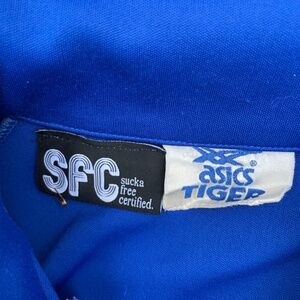 SFC
sucka
free
certified.
asics®
TIGER